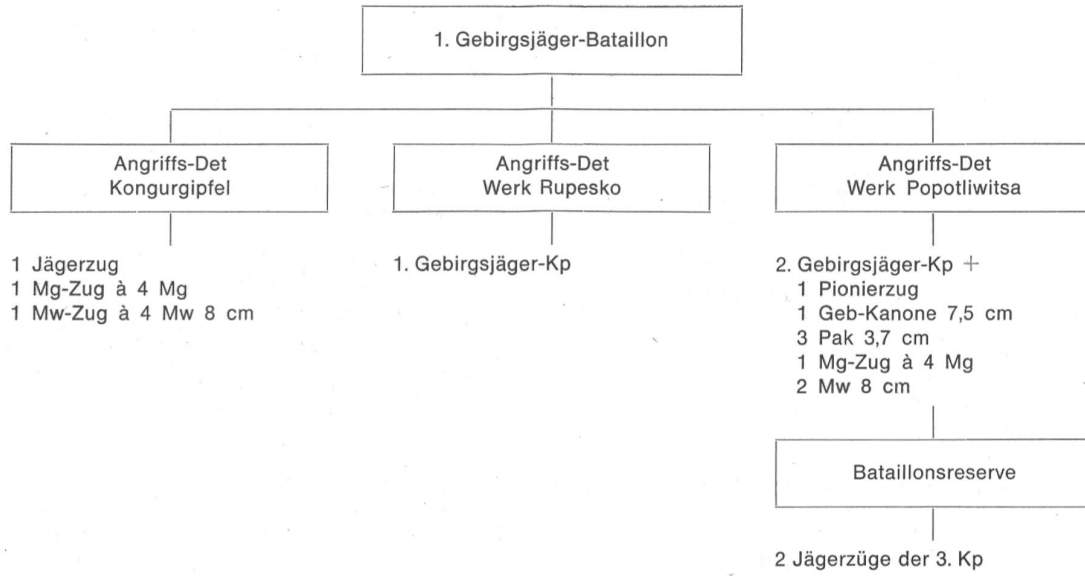 1. Gebirgsjäger-Bataillon
Angriffs-Det
Kongurgipfel
1 Jägerzug
1 Mg-Zug à 4 Mg
1 Mw-Zug à 4 Mw 8 cm
Angriffs-Det
Werk Rupesko
1. Gebirgsjäger-Kp
Angriffs-Det
Werk Popotliwitsa
2. Gebirgsjäger-Kp +
1 Pionierzug
1 Geb-Kanone 7,5 cm
3 Pak 3,7 cm
1 Mg-Zug à 4 Mg
2 Mw 8 cm
Bataillonsreserve
2 Jägerzüge der 3. Kp